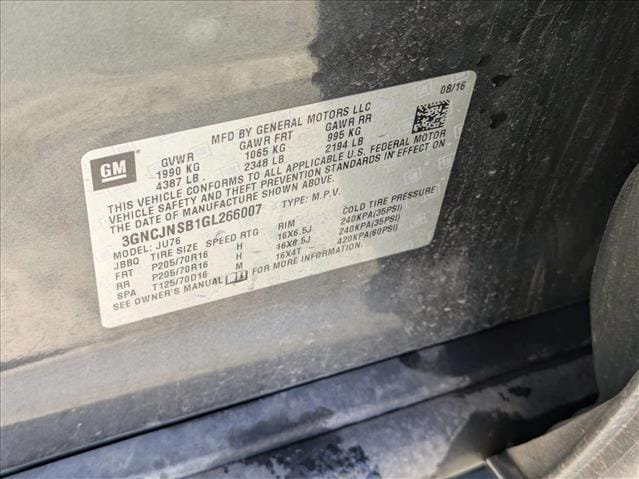 GM
MFD BY GENERAL MOTORS LLC
08/16
GVWR GAWR FRT GAWR RR
1990 KG 1065 KG 995 KG
4387 LB 2348 LB 2194 LB
THIS VEHICLE CONFORMS TO ALL APPLICABLE U.S. FEDERAL MOTOR
VEHICLE SAFETY AND THEFT PREVENTION STANDARDS IN EFFECT ON
THE DATE OF MANUFACTURE SHOWN ABOVE.
3GNCJNSB1GL266007 TYPE: M.P.V.
MODEL: JU76
JBBQ TIRE SIZE SPEED RTG RIM COLD TIRE PRESSURE
FRT P205/70R16 H 16X6.5J 240KPA(35PSI)
RR P205/70R16 H 16X6.5J 240KPA(35PSI)
SPA T125/70D16 M 16X4T 420KPA(60PSI)
SEE OWNER'S MANUAL FOR MORE INFORMATION.